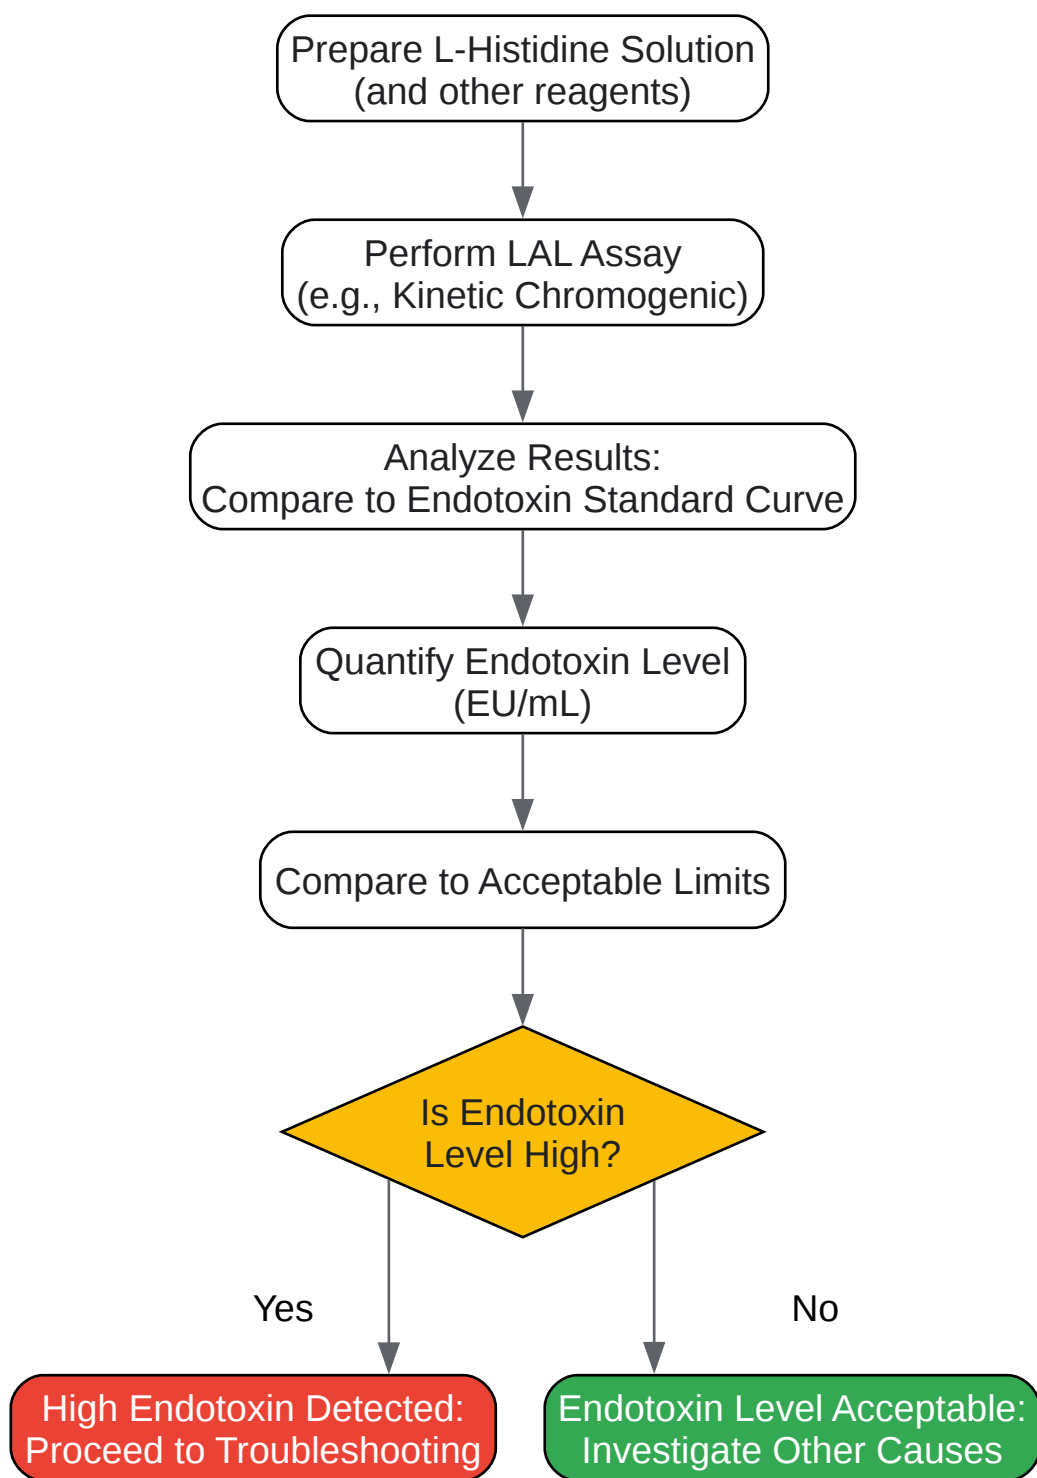 Prepare L-Histidine Solution
(and other reagents)
Perform LAL Assay
(e.g., Kinetic Chromogenic)
Analyze Results:
Compare to Endotoxin Standard Curve
Quantify Endotoxin Level
(EU/mL)
Compare to Acceptable Limits
Is Endotoxin
Level High?
Yes
No
High Endotoxin Detected:
Proceed to Troubleshooting
Endotoxin Level Acceptable:
Investigate Other Causes